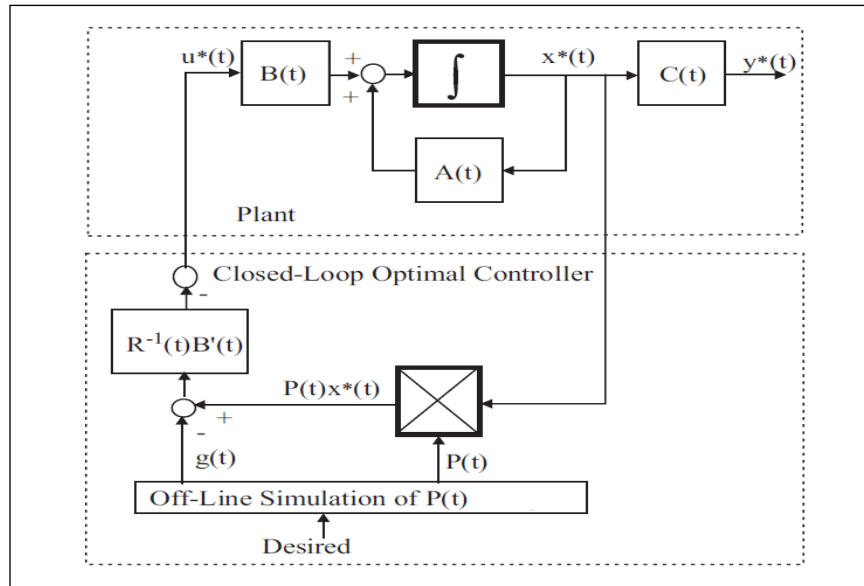 u*(t)
B(t)
+
+
∫
x*(t)
C(t)
y*(t)
A(t)
Plant
Closed-Loop Optimal Controller
-
R⁻¹(t)B'(t)
P(t)x*(t)
+
-
g(t)
P(t)
Off-Line Simulation of P(t)
Desired